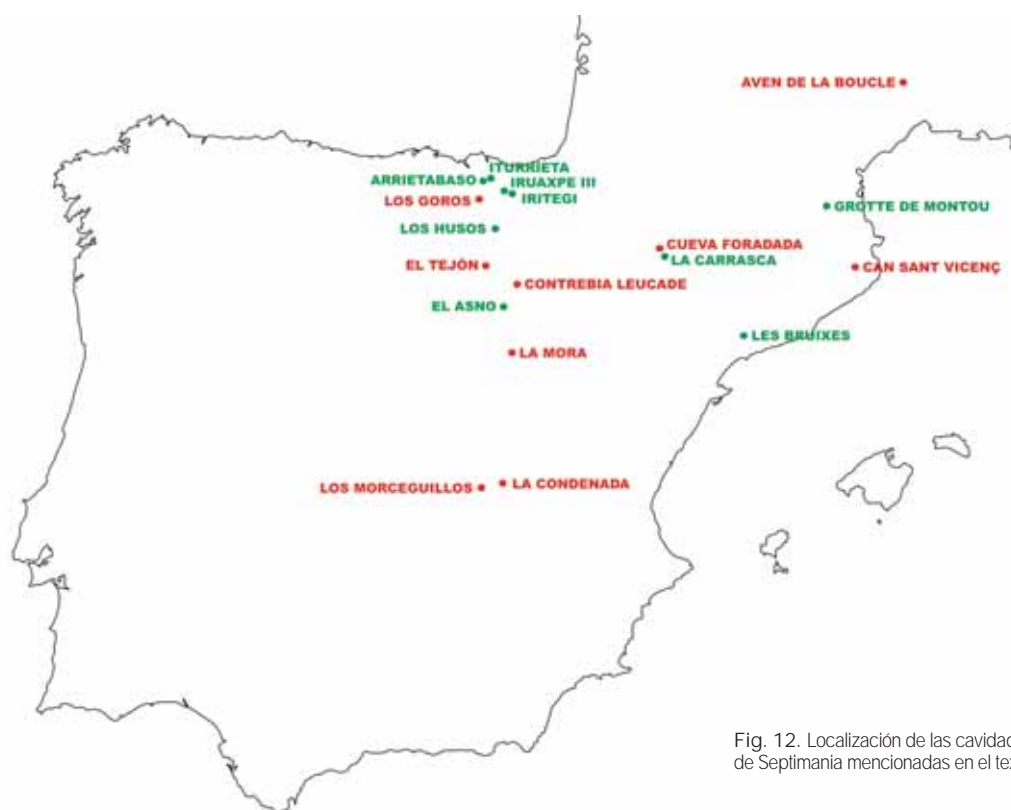 AVEN DE LA BOUCLE
ITURRIETA
ARRIETABASO
IRUAXPE III
IRITEGI
LOS GOROS
GROTTE DE MONTOU
LOS HUSOS
CUEVA FORADADA
LA CARRASCA
EL TEJÓN
CAN SANT VICENÇ
CONTREBIA LEUCADE
EL ASNO
LES BRUIXES
LA MORA
LOS MORCEGUILLOS
LA CONDENADA
Fig. 12. Localización de las cavidad
de Septimania mencionadas en el tex